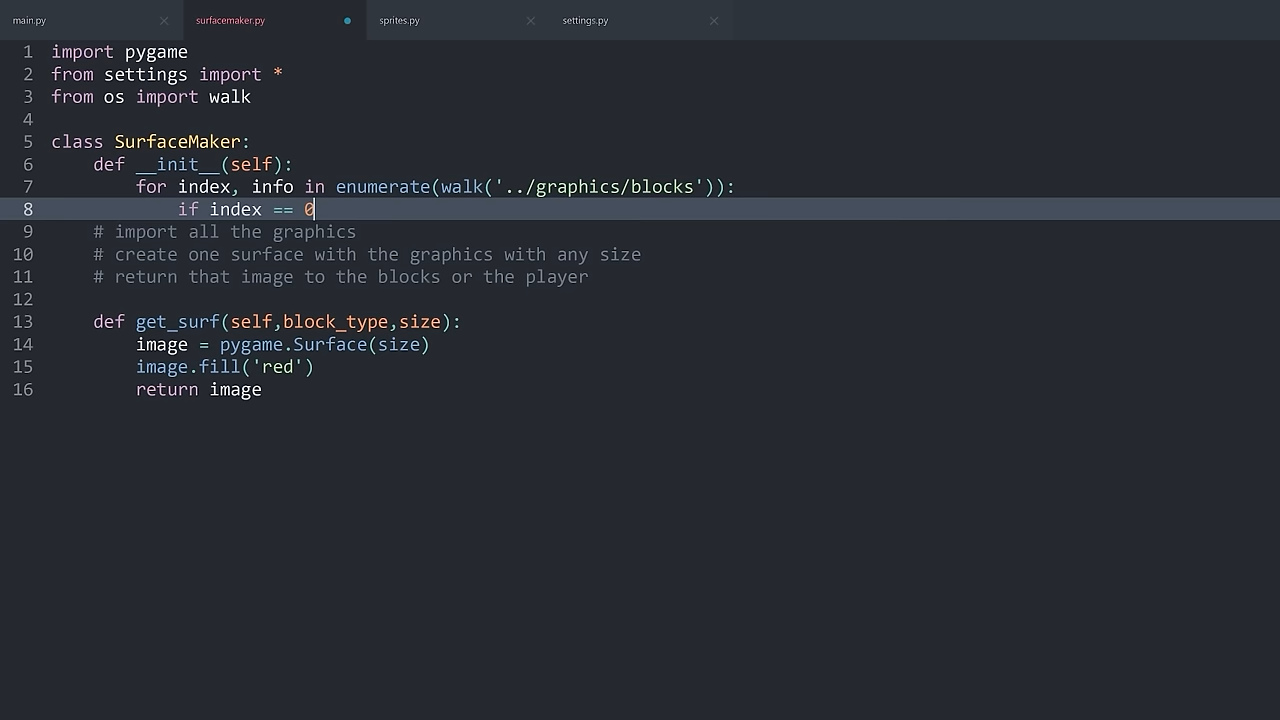 main.py
surfacemaker.py
sprites.py
settings.py
1 import pygame
2 from settings import *
3 from os import walk
4
5 class SurfaceMaker:
6     def __init__(self):
7         for index, info in enumerate(walk('../graphics/blocks')):
8             if index == 0
9     # import all the graphics
10     # create one surface with the graphics with any size
11     # return that image to the blocks or the player
12
13     def get_surf(self,block_type,size):
14         image = pygame.Surface(size)
15         image.fill('red')
16         return image